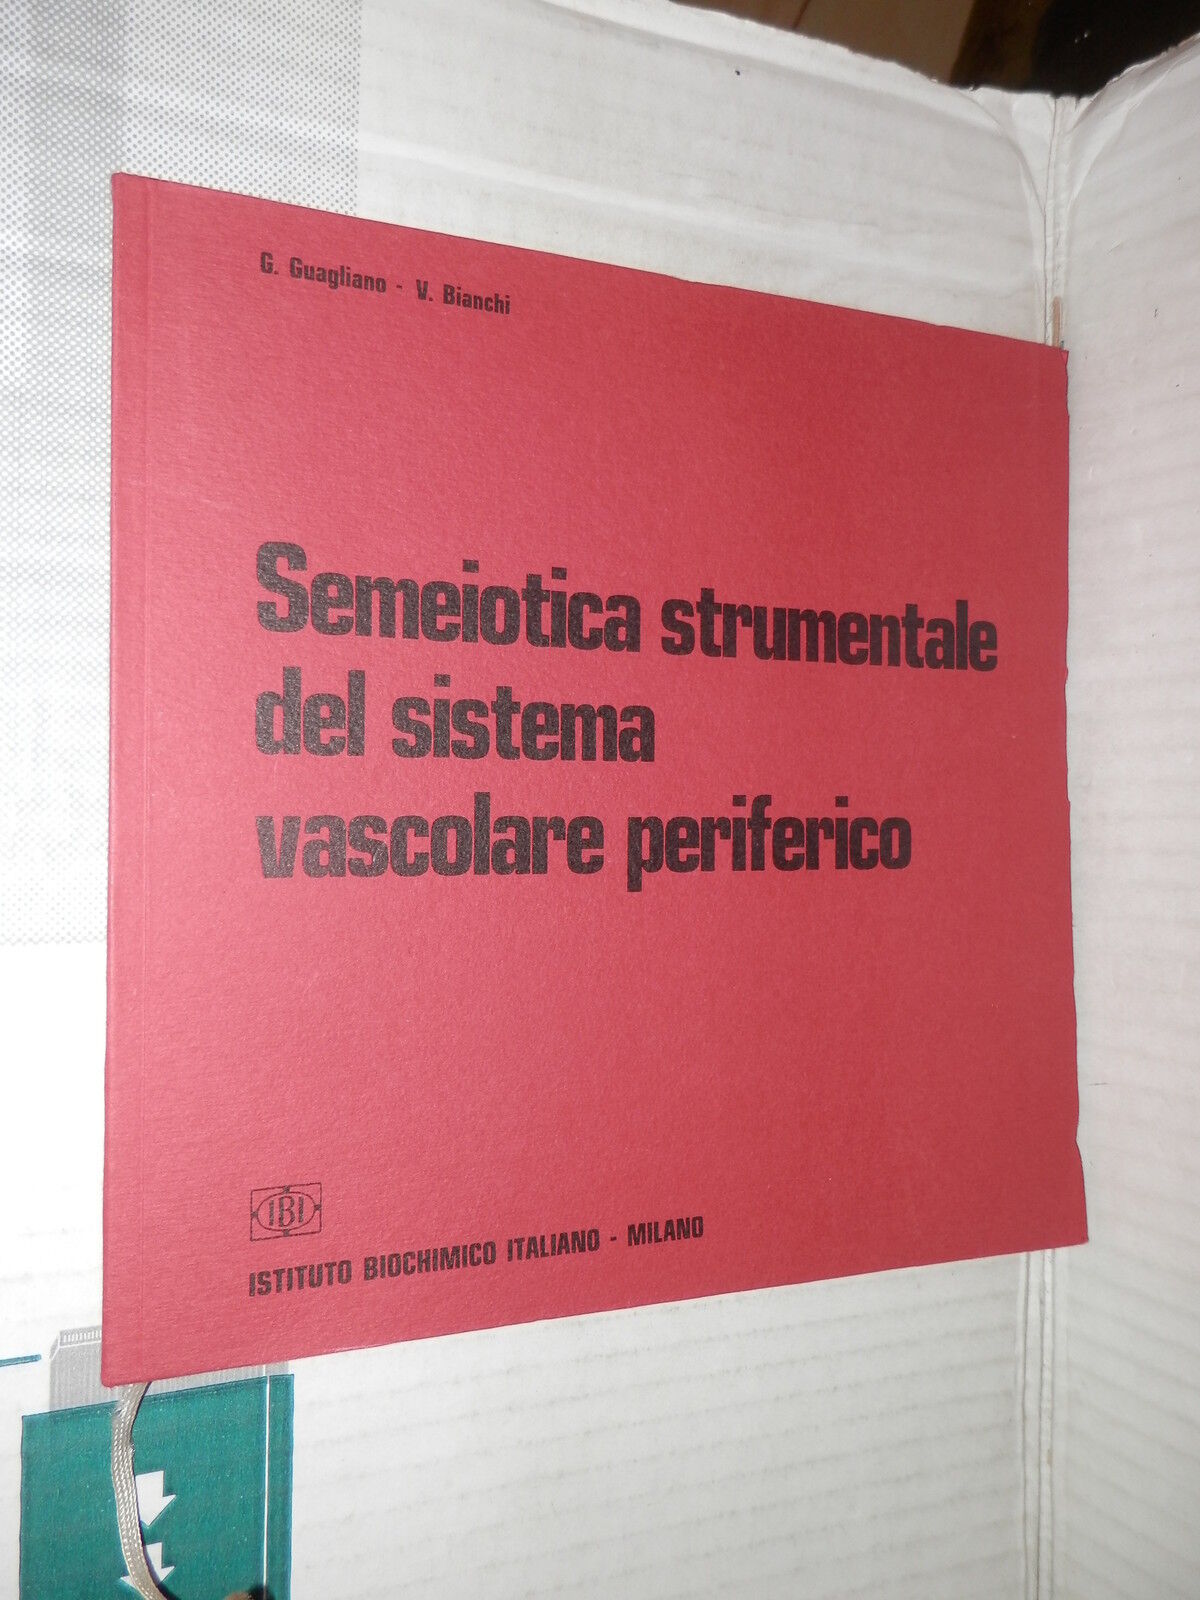 G. Guagliano - V. Bianchi
Semeiotica strumentale
del sistema
vascolare periferico
IBI
ISTITUTO BIOCHIMICO ITALIANO - MILANO